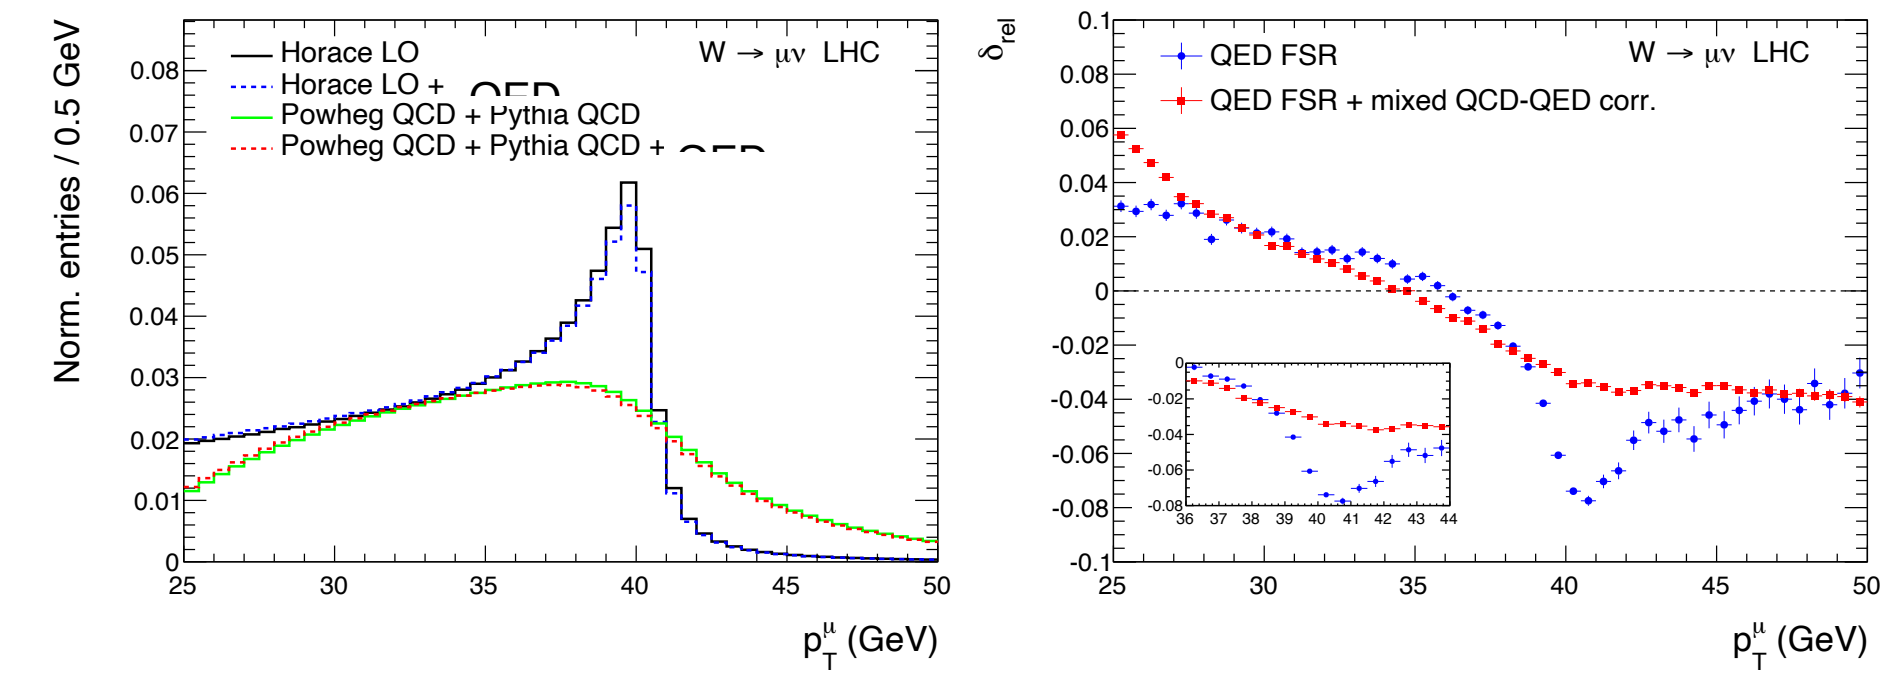 Norm. entries / 0.5 GeV
Horace LO
Horace LO +
Powheg QCD + Pythia QCD
Powheg QCD + Pythia QCD +
W → μν LHC
0.08
0.07
0.06
0.05
0.04
0.03
0.02
0.01
0
25 30 35 40 45 50
p_T^μ (GeV)
δ_rel
QED FSR
QED FSR + mixed QCD-QED corr.
W → μν LHC
0.1
0.08
0.06
0.04
0.02
0
-0.02
-0.04
-0.06
-0.08
-0.1
0
-0.02
-0.04
-0.06
-0.08
36 37 38 39 40 41 42 43 44
25 30 35 40 45 50
p_T^μ (GeV)